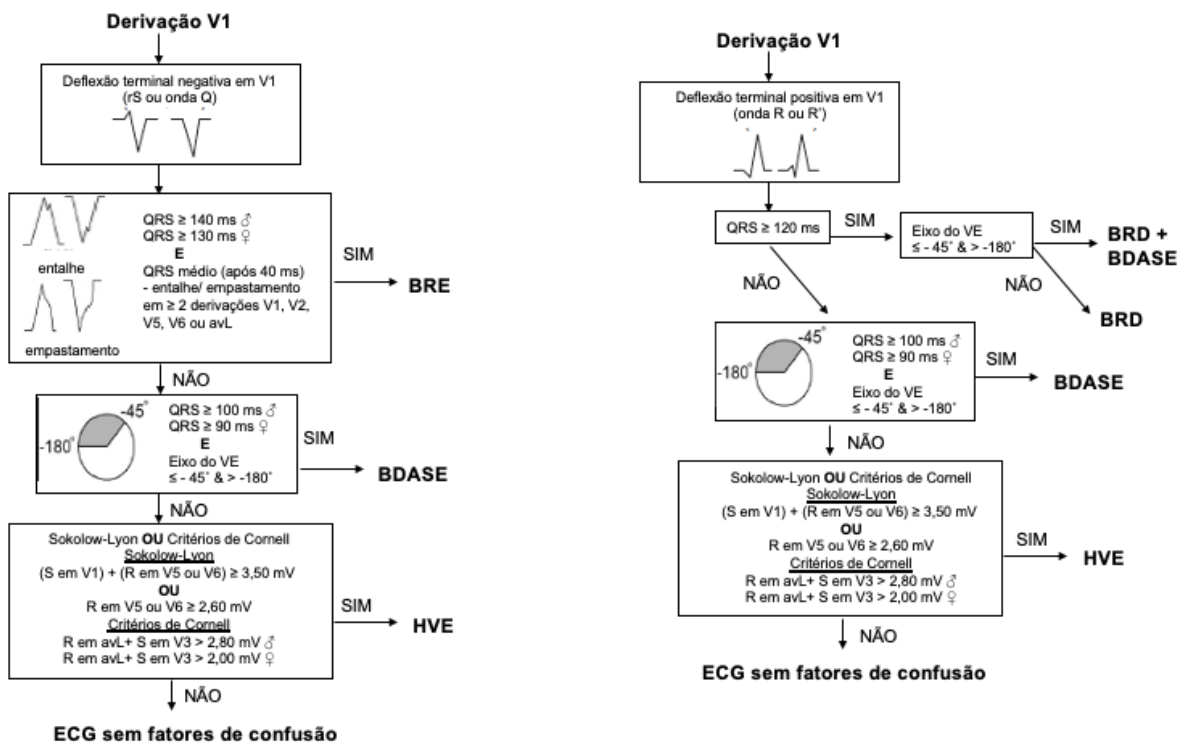 Derivação V1
Deflexão terminal negativa em V1
(rS ou onda Q)
QRS ≥ 140 ms ♂
QRS ≥ 130 ms ♀
E
QRS médio (após 40 ms)
- entalhe/ empastamento
em ≥ 2 derivações V1, V2,
V5, V6 ou avL
entalhe
empastamento
SIM
BRE
NÃO
-45°
-180°
QRS ≥ 100 ms ♂
QRS ≥ 90 ms ♀
E
Eixo do VE
≤ - 45˚ & > -180˚
SIM
BDASE
NÃO
Sokolow-Lyon OU Critérios de Cornell
Sokolow-Lyon
(S em V1) + (R em V5 ou V6) ≥ 3,50 mV
OU
R em V5 ou V6 ≥ 2,60 mV
Critérios de Cornell
R em avL+ S em V3 > 2,80 mV ♂
R em avL+ S em V3 > 2,00 mV ♀
SIM
HVE
NÃO
ECG sem fatores de confusão
Derivação V1
Deflexão terminal positiva em V1
(onda R ou R')
QRS ≥ 120 ms
SIM
Eixo do VE
≤ - 45˚ & > -180˚
SIM
BRD +
BDASE
NÃO
BRD
NÃO
-45°
-180°
QRS ≥ 100 ms ♂
QRS ≥ 90 ms ♀
E
Eixo do VE
≤ - 45˚ & > -180˚
SIM
BDASE
NÃO
Sokolow-Lyon OU Critérios de Cornell
Sokolow-Lyon
(S em V1) + (R em V5 ou V6) ≥ 3,50 mV
OU
R em V5 ou V6 ≥ 2,60 mV
Critérios de Cornell
R em avL+ S em V3 > 2,80 mV ♂
R em avL+ S em V3 > 2,00 mV ♀
SIM
HVE
NÃO
ECG sem fatores de confusão